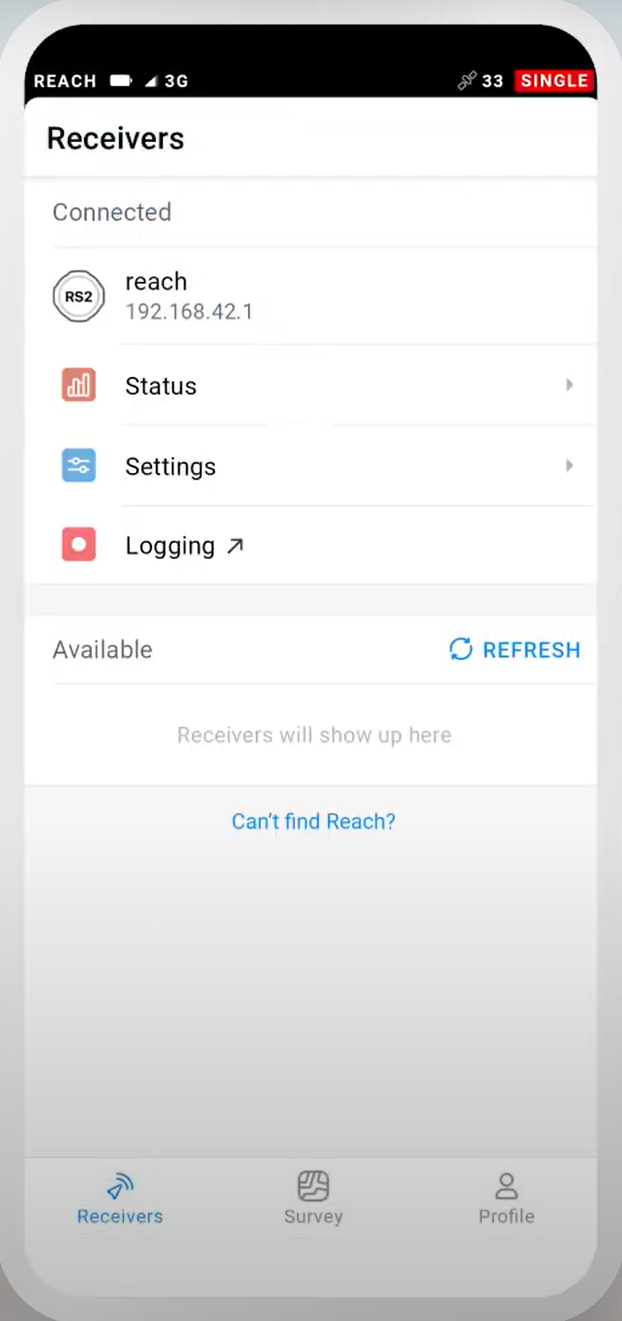 REACH 3G 33 SINGLE
Receivers
Connected
RS2
reach
192.168.42.1
Status
Settings
Logging
Available
REFRESH
Receivers will show up here
Can't find Reach?
Receivers Survey Profile